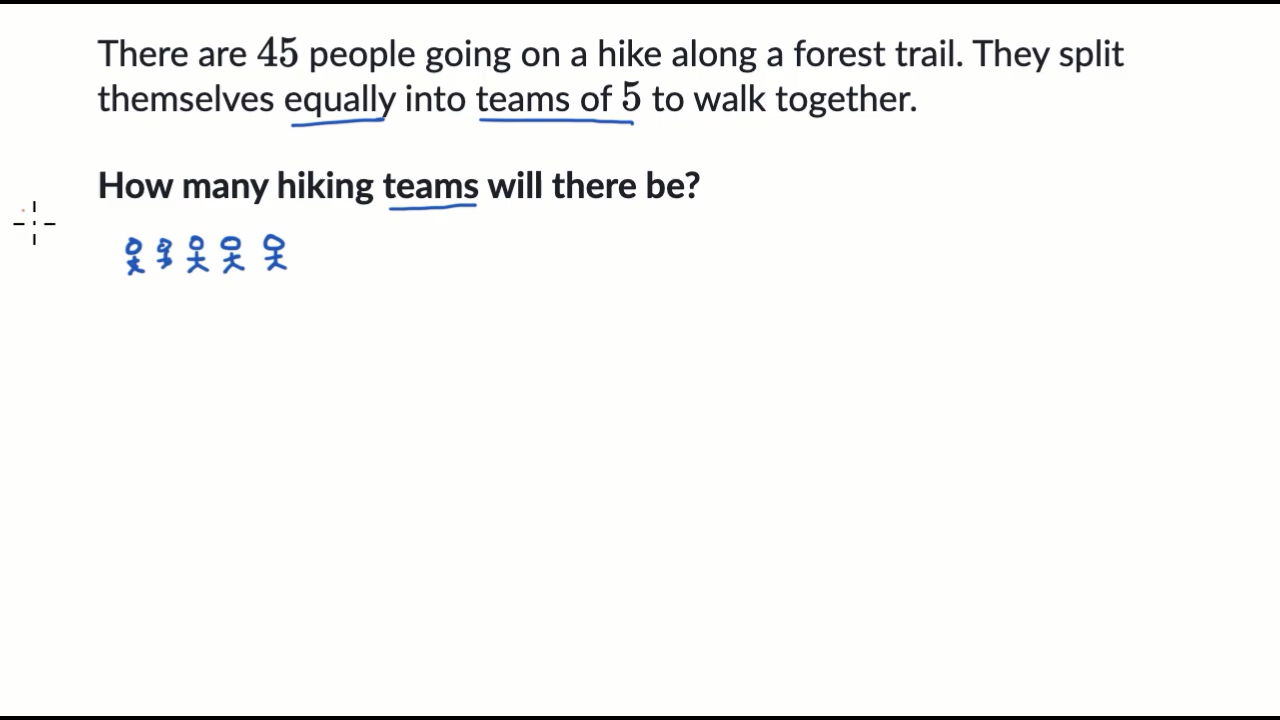 There are 45 people going on a hike along a forest trail. They split
themselves equally into teams of 5 to walk together.
How many hiking teams will there be?